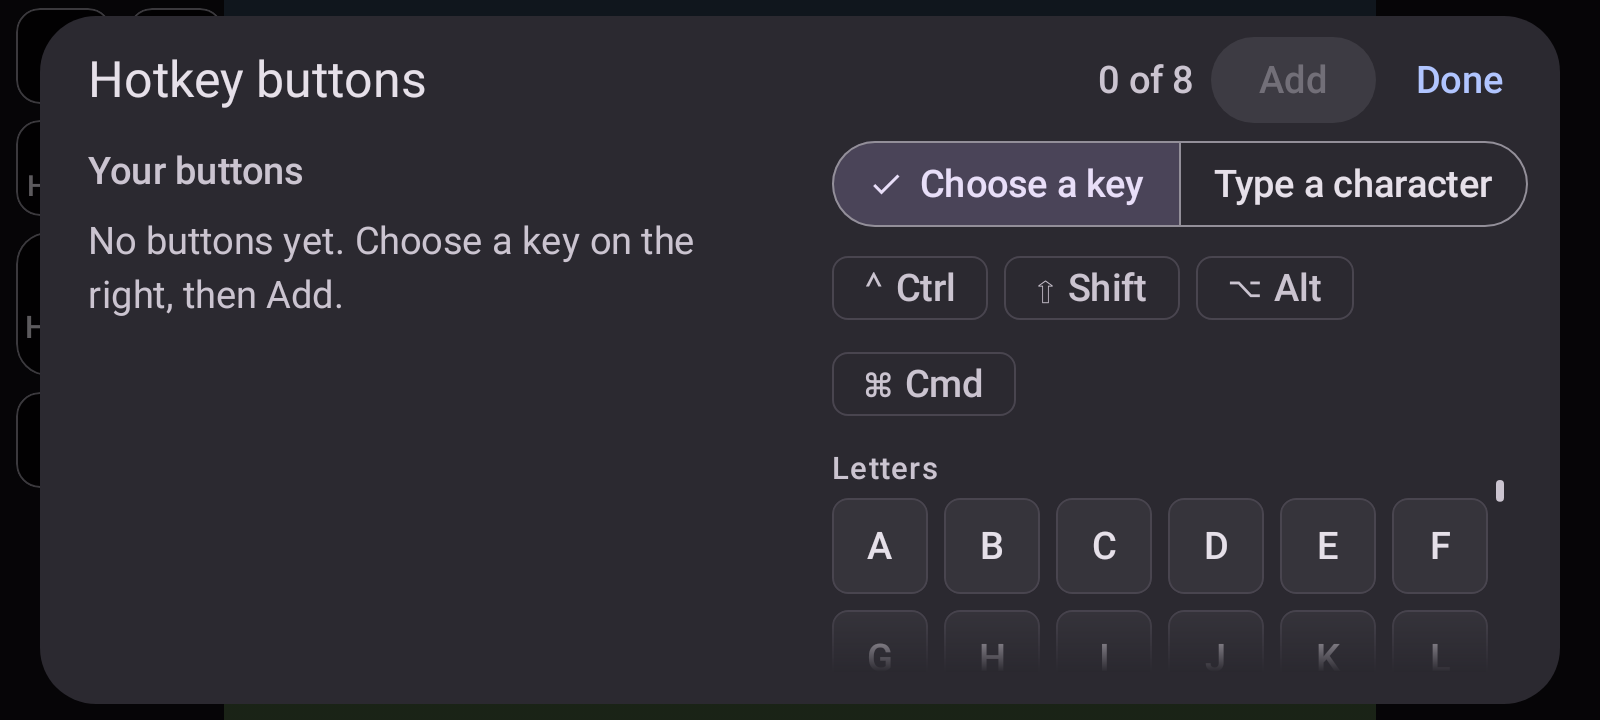 Hotkey buttons
0 of 8 Add Done
Your buttons
No buttons yet. Choose a key on the
right, then Add.
✓ Choose a key Type a character
^ Ctrl ⇧ Shift ⌥ Alt
⌘ Cmd
Letters
A B C D E F
G H I J K L